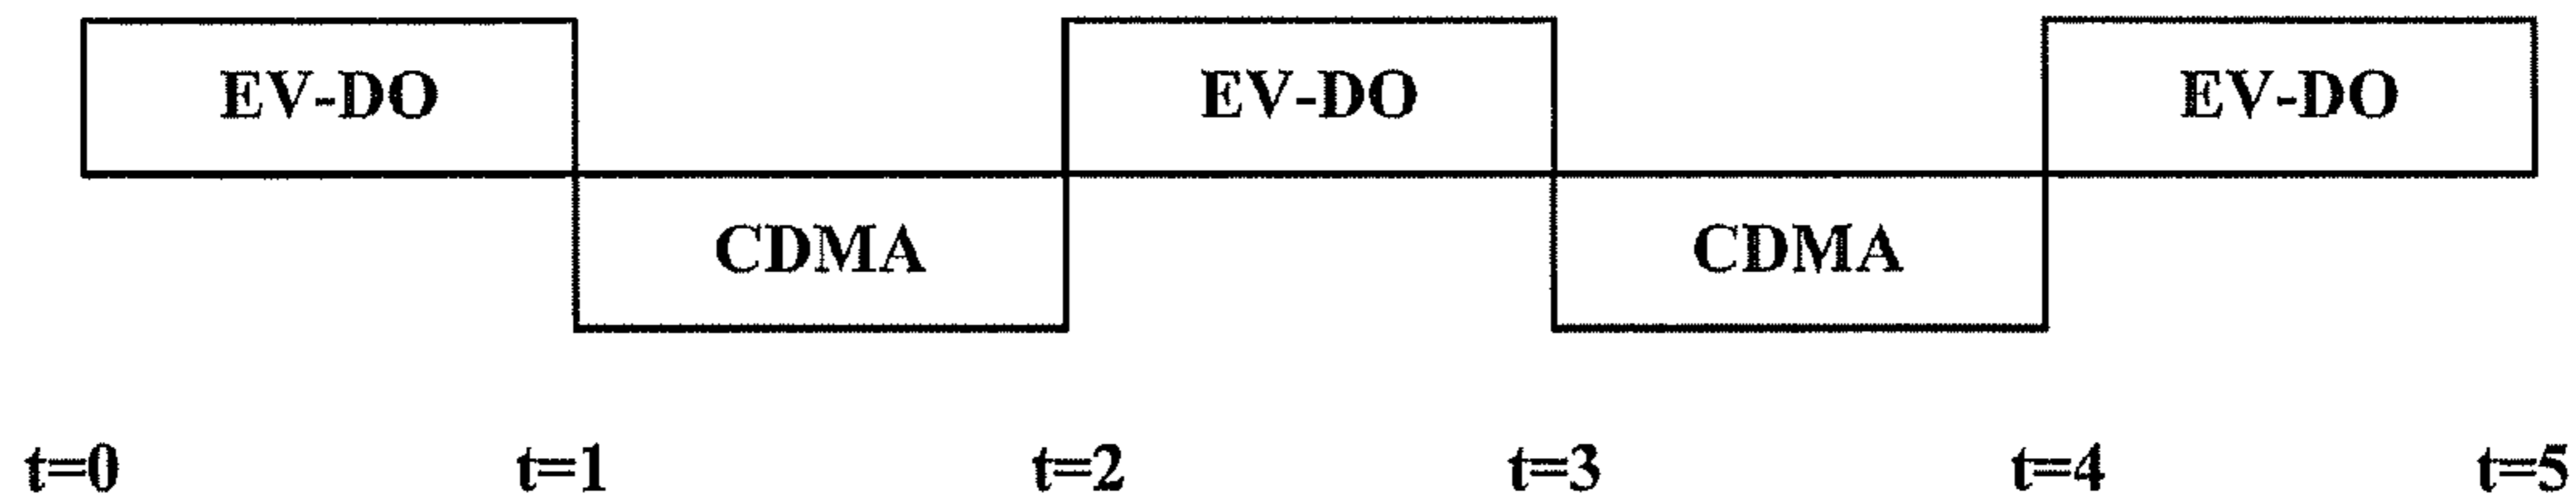 EV-DO EV-DO EV-DO
CDMA CDMA
t=0 t=1 t=2 t=3 t=4 t=5